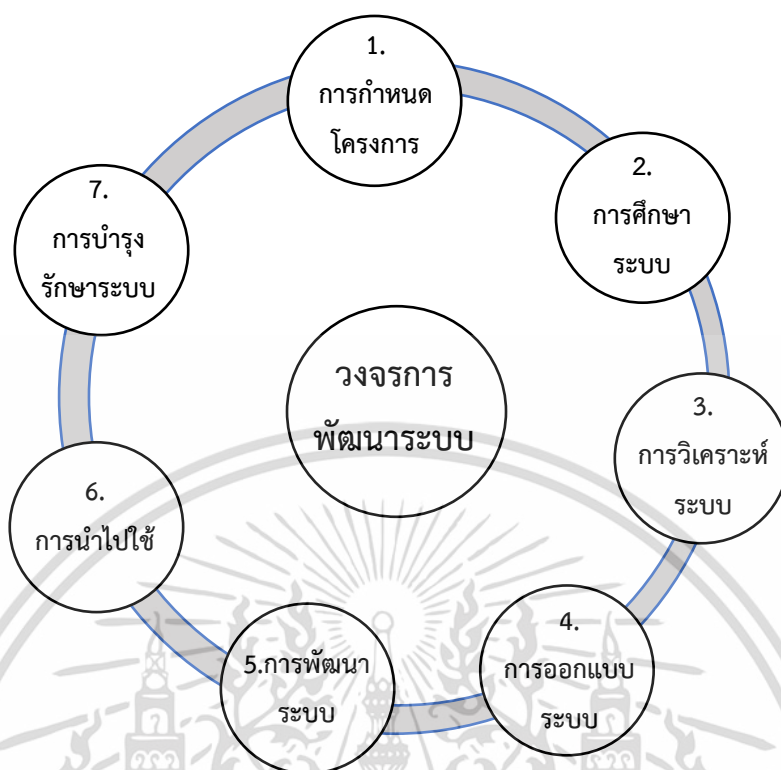 1.
การกำหนด
โครงการ
2.
การศึกษา
ระบบ
3.
การวิเคราะห์
ระบบ
4.
การออกแบบ
ระบบ
5.การพัฒนา
ระบบ
6.
การนำไปใช้
7.
การบำรุง
รักษาระบบ
วงจรการ
พัฒนาระบบ